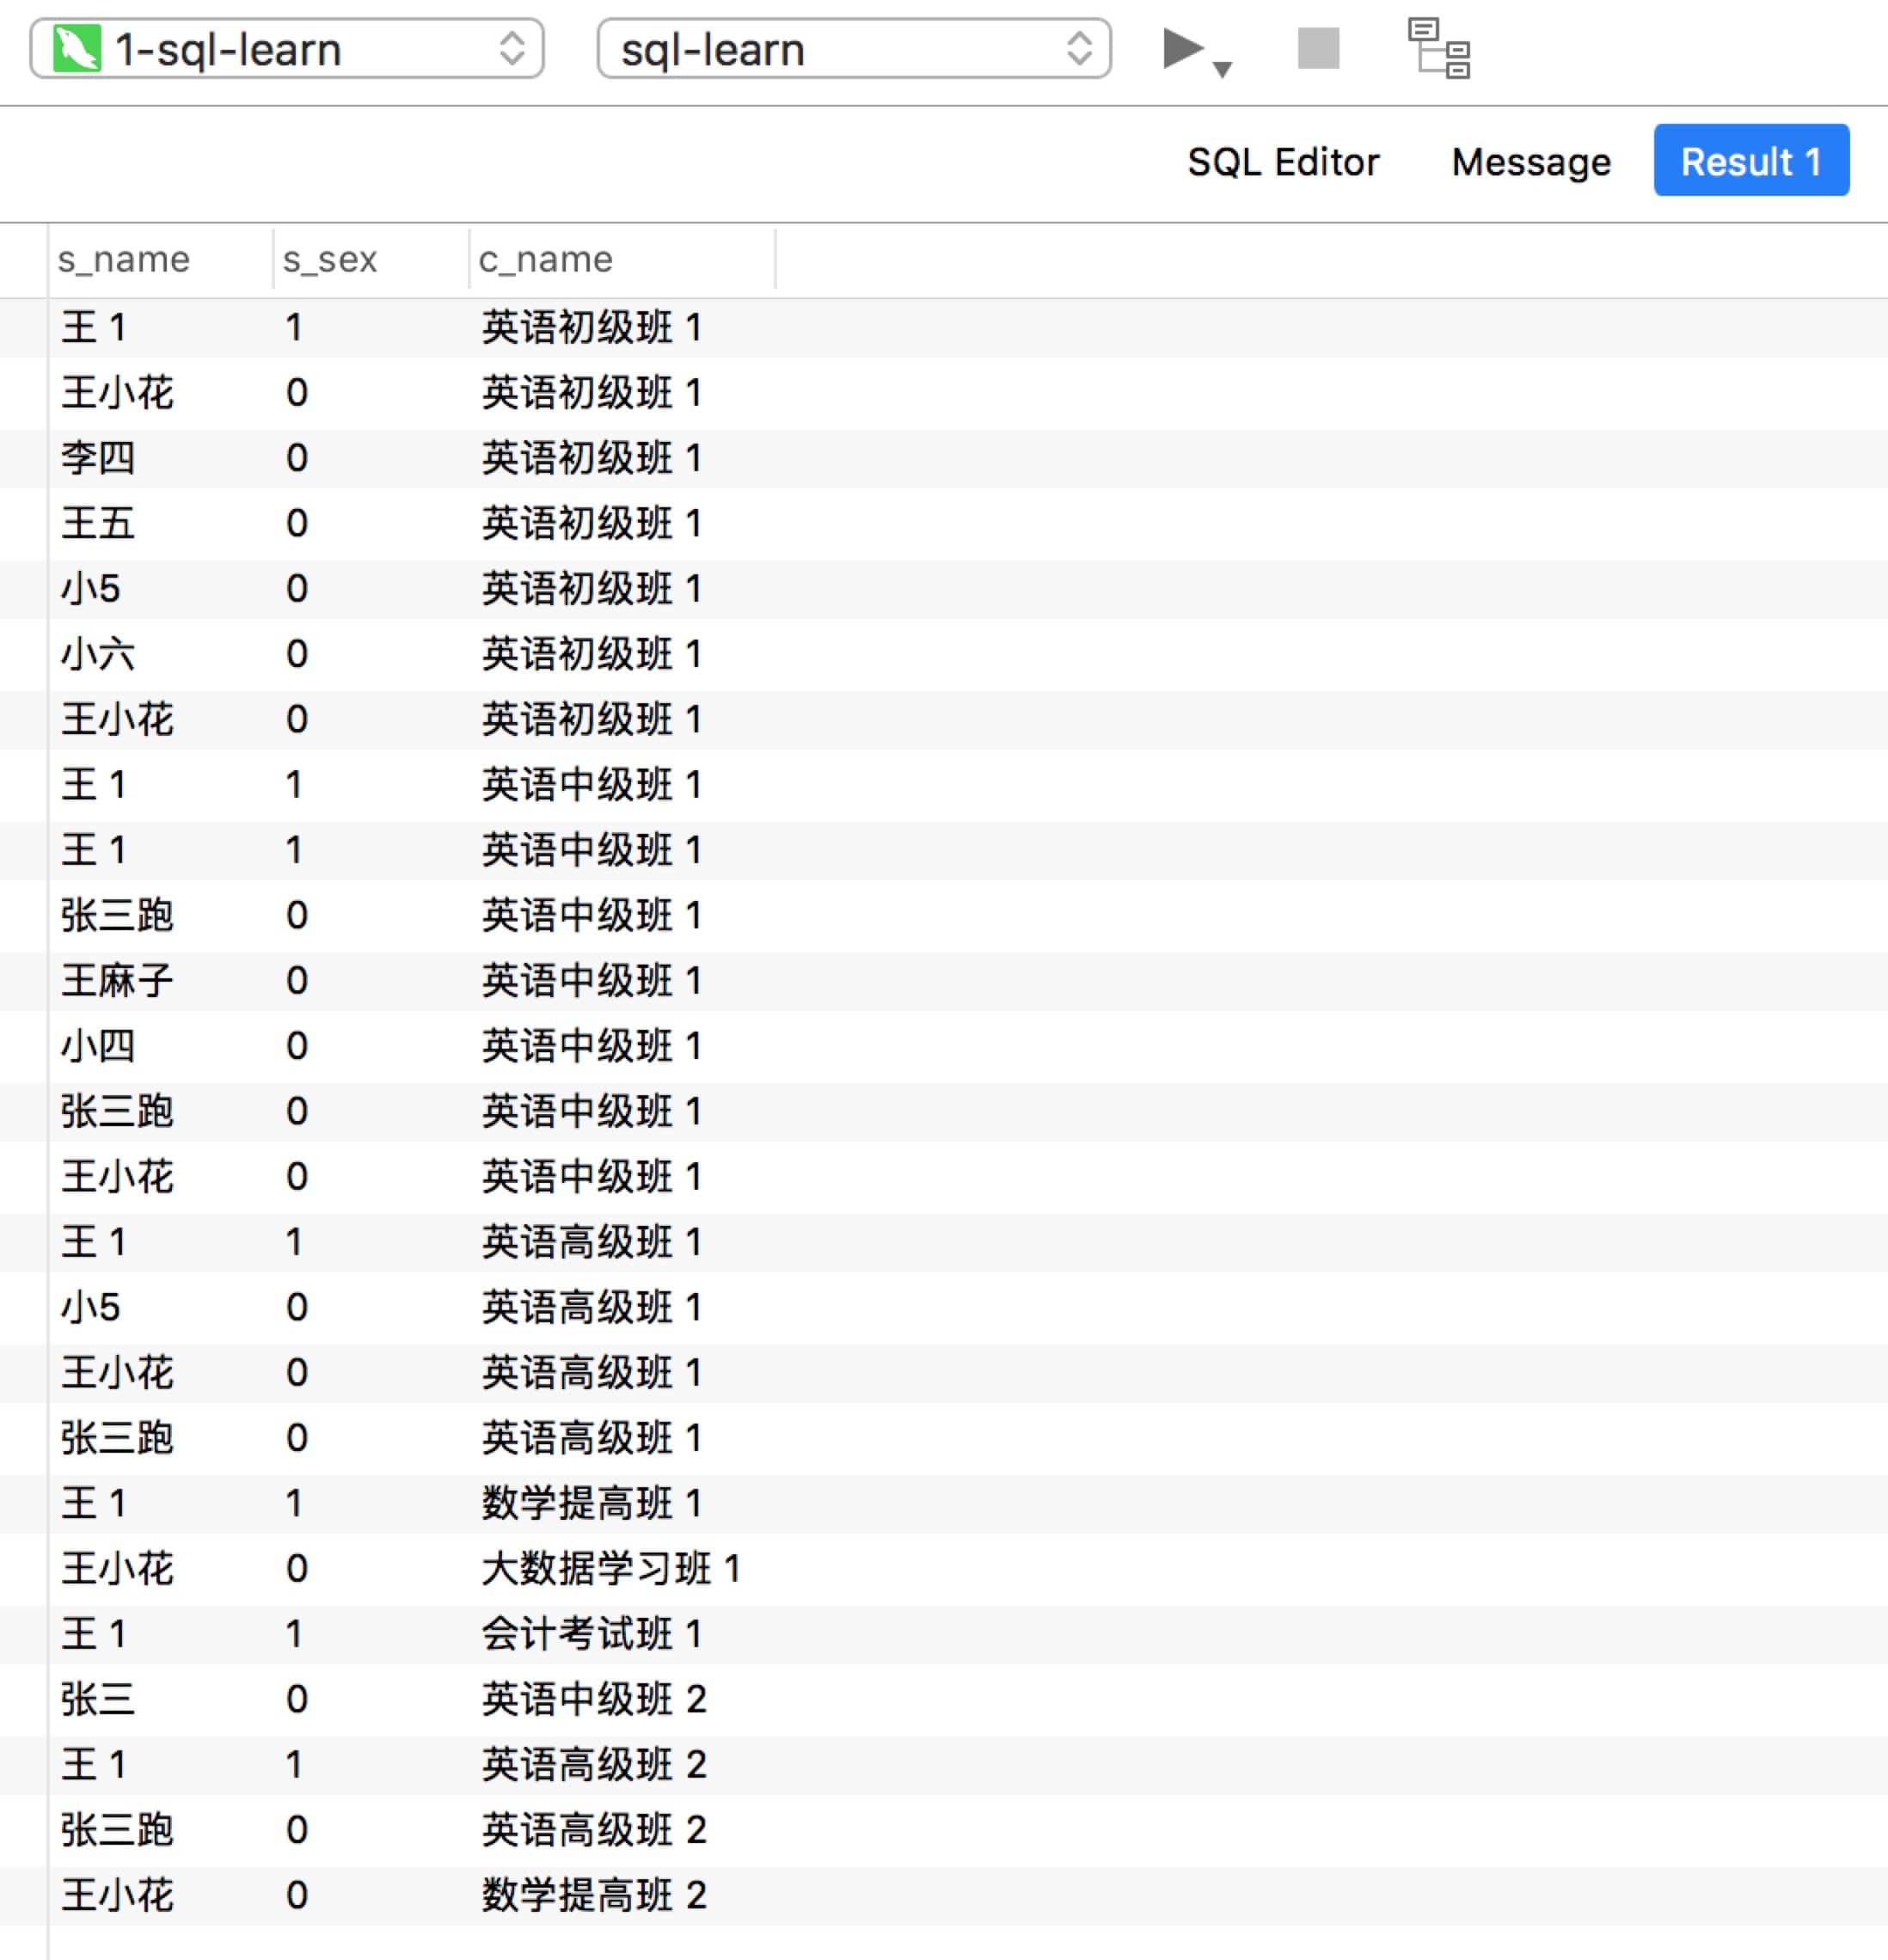 1-sql-learn sql-learn
SQL Editor Message Result 1
s_name s_sex c_name
王 1 1 英语初级班 1
王小花 0 英语初级班 1
李四 0 英语初级班 1
王五 0 英语初级班 1
小5 0 英语初级班 1
小六 0 英语初级班 1
王小花 0 英语初级班 1
王 1 1 英语中级班 1
王 1 1 英语中级班 1
张三跑 0 英语中级班 1
王麻子 0 英语中级班 1
小四 0 英语中级班 1
张三跑 0 英语中级班 1
王小花 0 英语中级班 1
王 1 1 英语高级班 1
小5 0 英语高级班 1
王小花 0 英语高级班 1
张三跑 0 英语高级班 1
王 1 1 数学提高班 1
王小花 0 大数据学习班 1
王 1 1 会计考试班 1
张三 0 英语中级班 2
王 1 1 英语高级班 2
张三跑 0 英语高级班 2
王小花 0 数学提高班 2